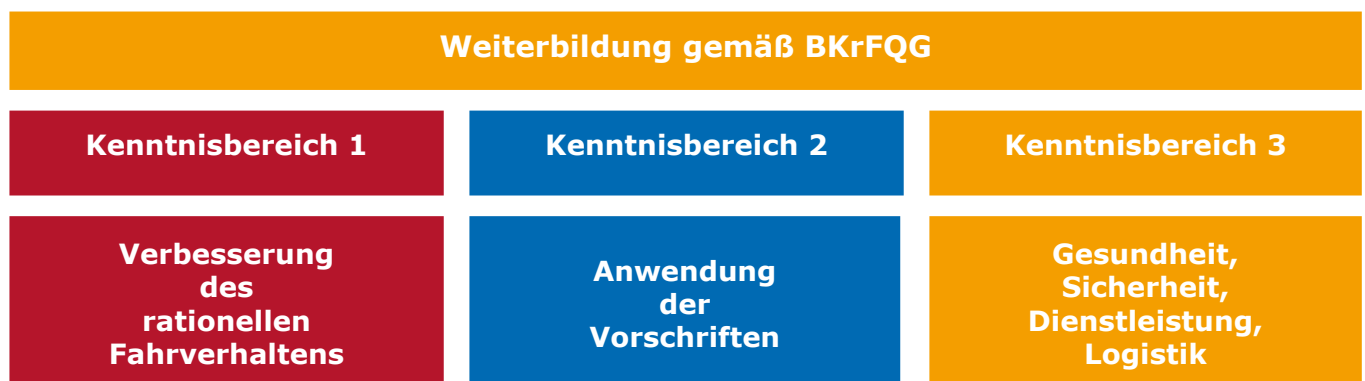 Weiterbildung gemäß BKrFQG
Kenntnisbereich 1
Kenntnisbereich 2
Kenntnisbereich 3
Verbesserung
des
rationellen
Fahrverhaltens
Anwendung
der
Vorschriften
Gesundheit,
Sicherheit,
Dienstleistung,
Logistik